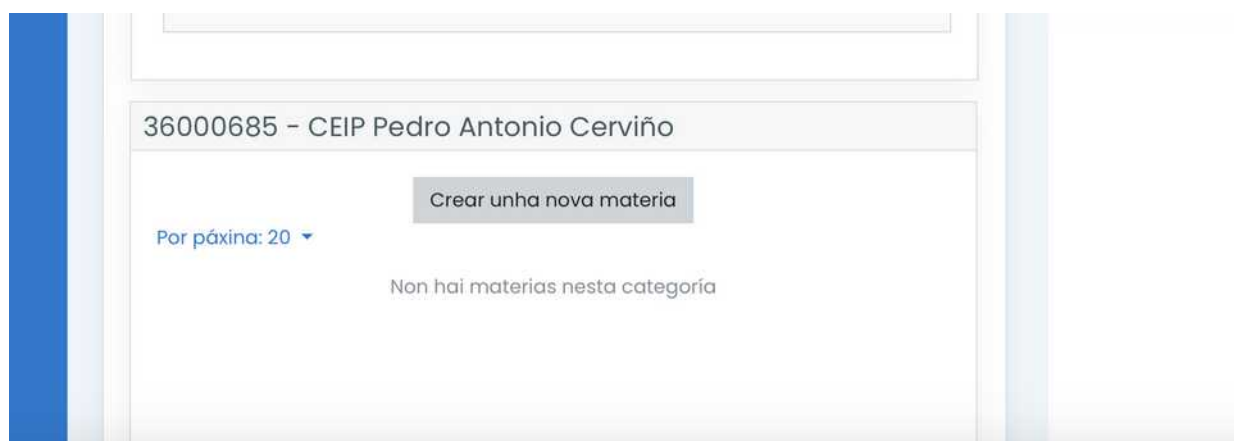 36000685 - CEIP Pedro Antonio Cerviño
Crear unha nova materia
Por páxina: 20
Non hai materias nesta categoría